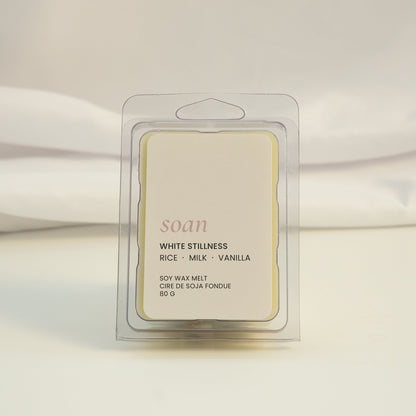 soan
WHITE STILLNESS
RICE · MILK · VANILLA
SOY WAX MELT
CIRE DE SOJA FONDUE
80 G